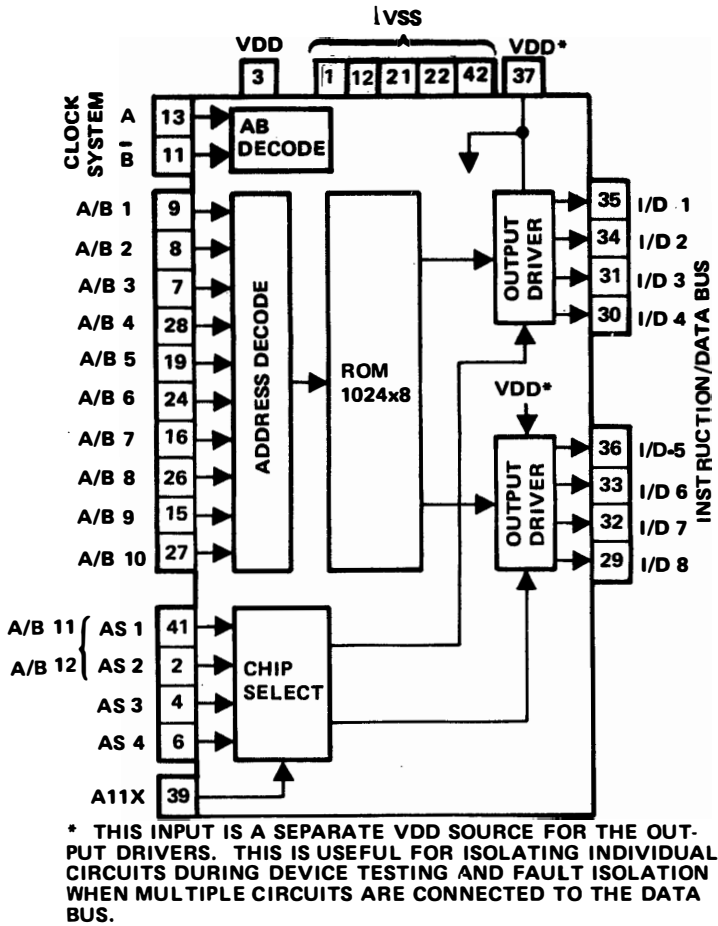 VSS
VDD
VDD*
3
1 12 21 22 42
37
CLOCK
SYSTEM
A 13
B̅ 11
AB
DECODE
A/B 1 9
A/B 2 8
A/B 3 7
A/B 4 28
A/B 5 19
A/B 6 24
A/B 7 16
A/B 8 26
A/B 9 15
A/B 10 27
ADDRESS DECODE
ROM
1024x8
OUTPUT
DRIVER
35 I/D 1
34 I/D 2
31 I/D 3
30 I/D 4
VDD*
OUTPUT
DRIVER
36 I/D 5
33 I/D 6
32 I/D 7
29 I/D 8
INSTRUCTION/DATA BUS
A/B 11 AS 1 41
A/B 12 AS 2 2
AS 3 4
AS 4 6
CHIP
SELECT
A11X 39
* THIS INPUT IS A SEPARATE VDD SOURCE FOR THE OUT-
PUT DRIVERS. THIS IS USEFUL FOR ISOLATING INDIVIDUAL
CIRCUITS DURING DEVICE TESTING AND FAULT ISOLATION
WHEN MULTIPLE CIRCUITS ARE CONNECTED TO THE DATA
BUS.